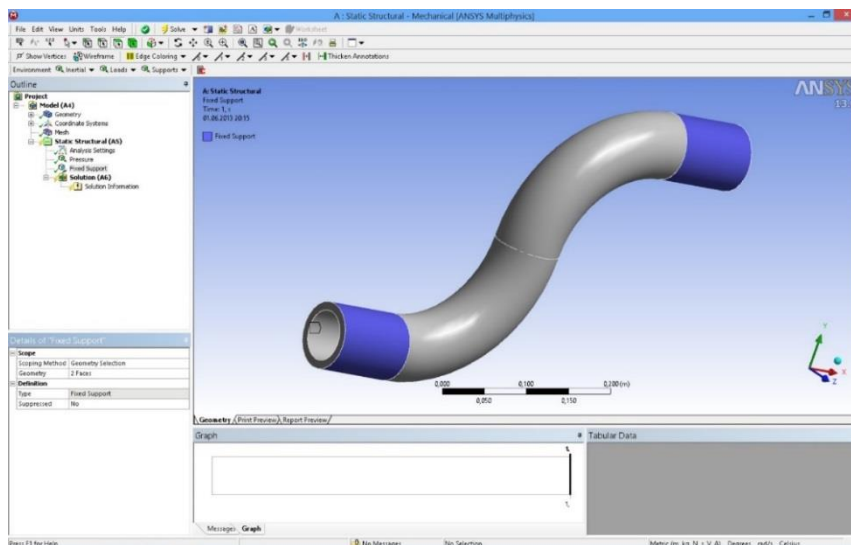 A : Static Structural - Mechanical [ANSYS Multiphysics]
File Edit View Units Tools Help Solve Worksheet
Show Vertices Wireframe Edge Coloring Thicken Annotations
Environment Inertial Loads Supports
Outline
Project
Model (A4)
Geometry
Coordinate Systems
Mesh
Static Structural (A5)
Analysis Settings
Pressure
Fixed Support
Solution (A6)
Solution Information
A: Static Structural
Fixed Support
Time: 1, s
01.06.2013 20:15
Fixed Support
ANSYS
Y
X
Z
0,000 0,100 0,200 (m)
0,050 0,150
Details of "Fixed Support"
Scope
Scoping Method Geometry Selection
Geometry 2 Faces
Definition
Type Fixed Support
Suppressed No
Geometry Print Preview Report Preview
Graph
Tabular Data
Messages Graph
Press F1 for Help No Messages No Selection Metric (m, kg, N, s, V, A) Degrees rad/s Celsius